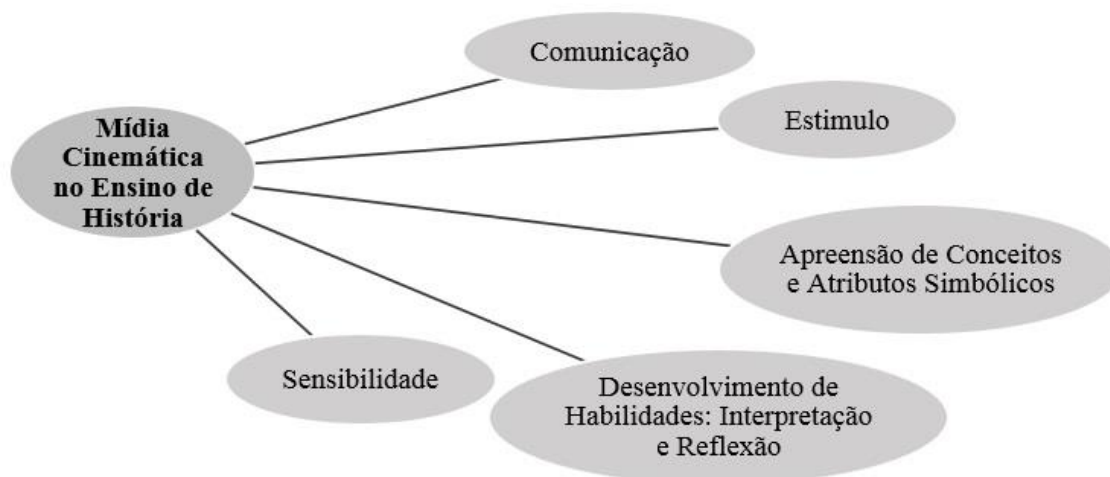 Comunicação
Estimulo
Mídia
Cinemática
no Ensino de
História
Apreensão de Conceitos
e Atributos Simbólicos
Sensibilidade
Desenvolvimento de
Habilidades: Interpretação
e Reflexão